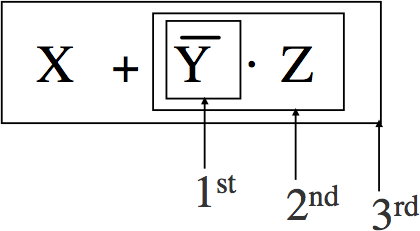 X + Y̅ · Z
1st
2nd
3rd